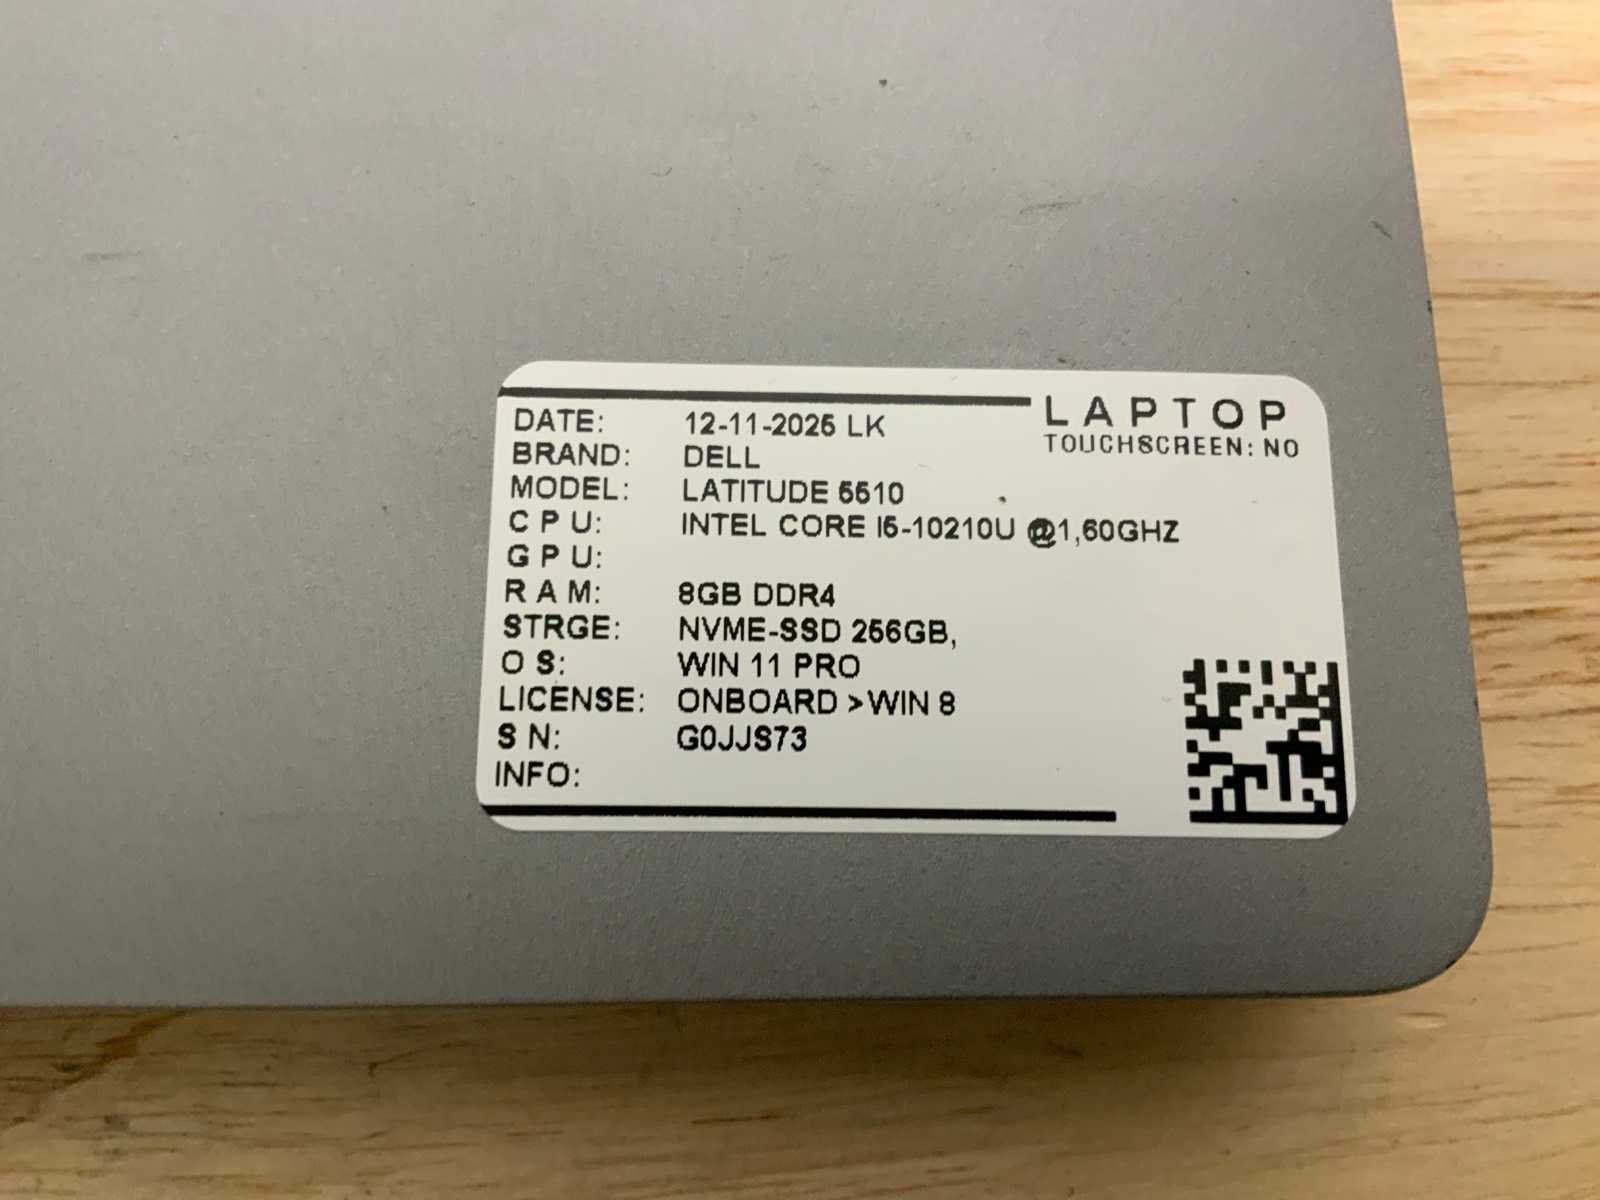 LAPTOP
TOUCHSCREEN: NO
DATE: 12-11-2025 LK
BRAND: DELL
MODEL: LATITUDE 5510
C P U: INTEL CORE I5-10210U @1,60GHZ
G P U:
R A M: 8GB DDR4
STRGE: NVME-SSD 256GB,
O S: WIN 11 PRO
LICENSE: ONBOARD >WIN 8
S N: G0JJS73
INFO: